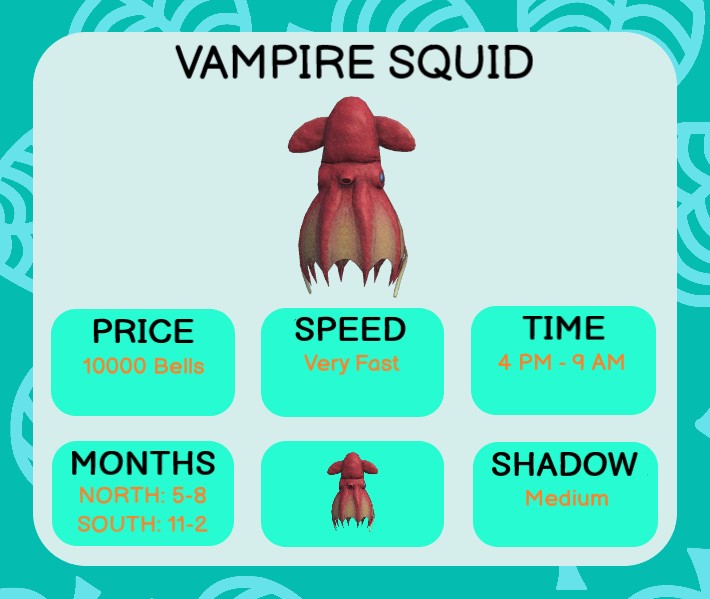 VAMPIRE SQUID
PRICE
10000 Bells
SPEED
Very Fast
TIME
4 PM - 9 AM
MONTHS
NORTH: 5-8
SOUTH: 11-2
SHADOW
Medium